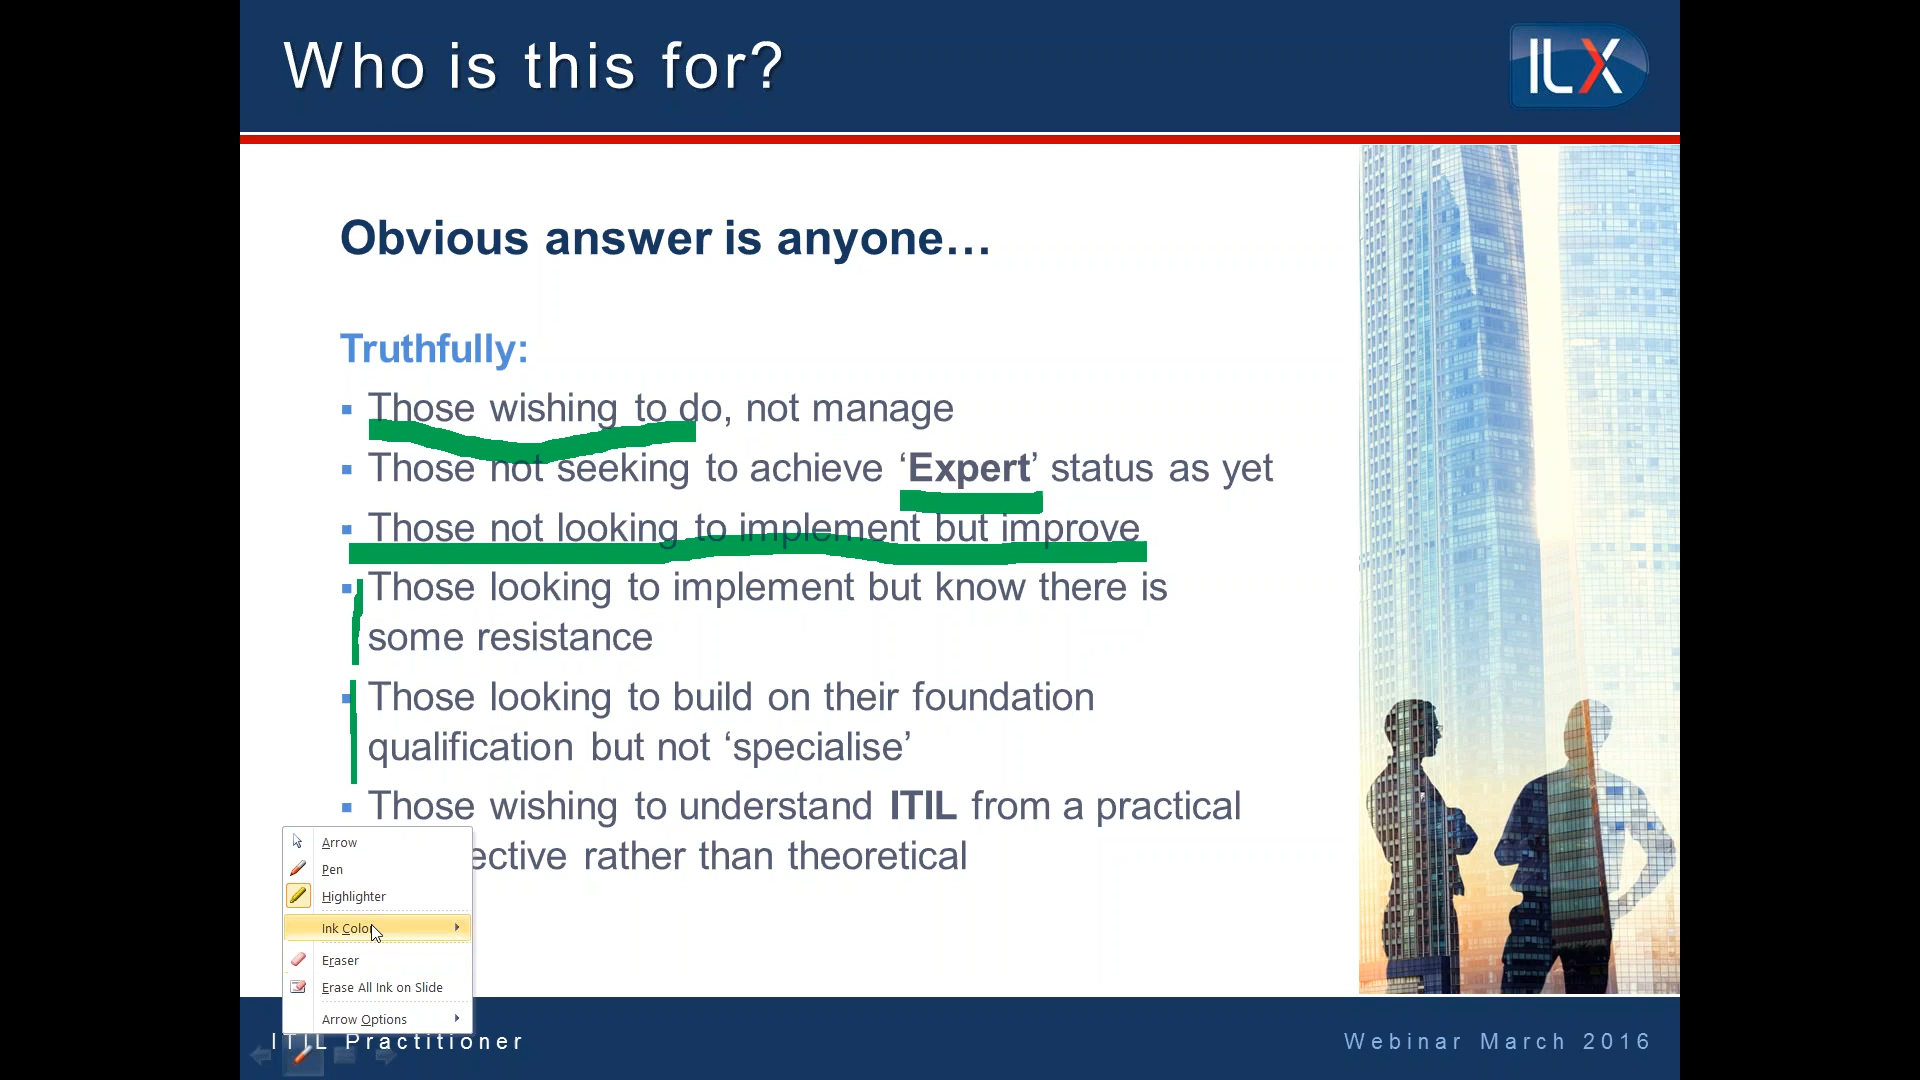 Who is this for?
ILX
Obvious answer is anyone…
Truthfully:
Those wishing to do, not manage
Those not seeking to achieve ‘Expert’ status as yet
Those not looking to implement but improve
Those looking to implement but know there is
some resistance
Those looking to build on their foundation
qualification but not ‘specialise’
Those wishing to understand ITIL from a practical
ective rather than theoretical
Arrow
Pen
Highlighter
Ink Color
Eraser
Erase All Ink on Slide
Arrow Options
ITIL Practitioner
Webinar March 2016